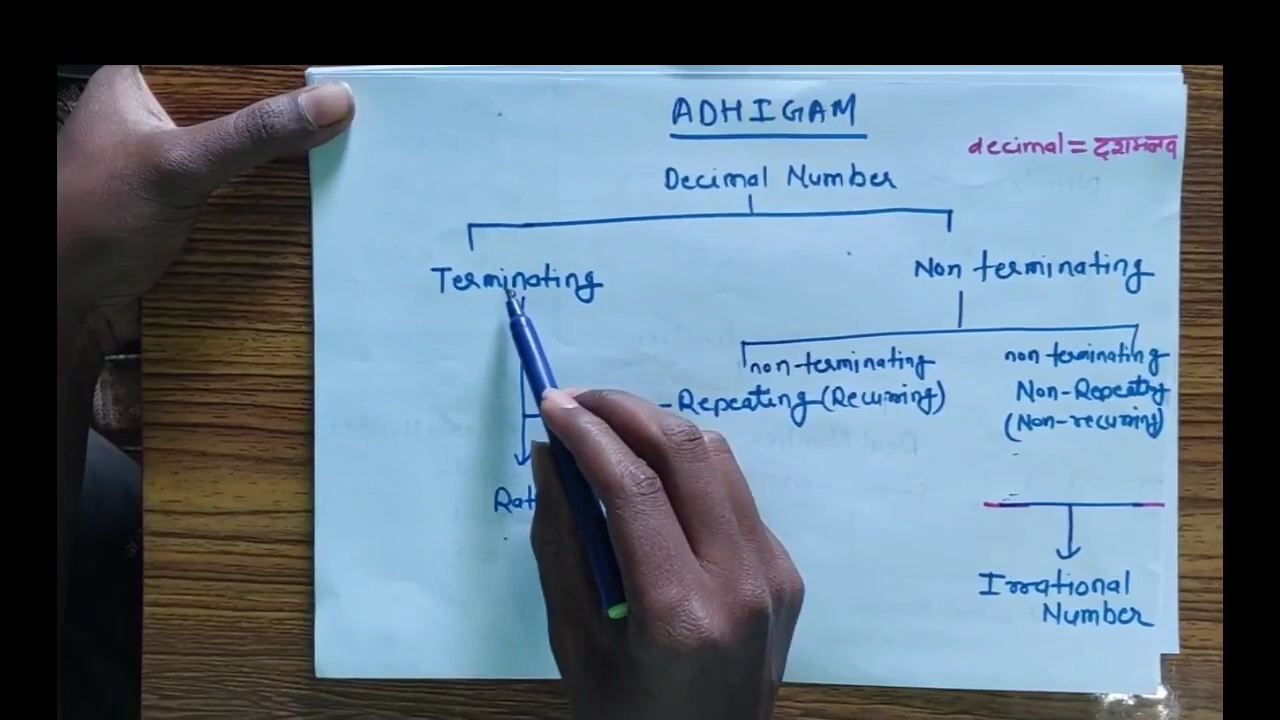 ADHIGAM
decimal = दशमलव
Decimal Number
Terminating
Non terminating
non-terminating
Repeating (Recurring)
non terminating
Non-Repeating
(Non-recurring)
Irrational
Number